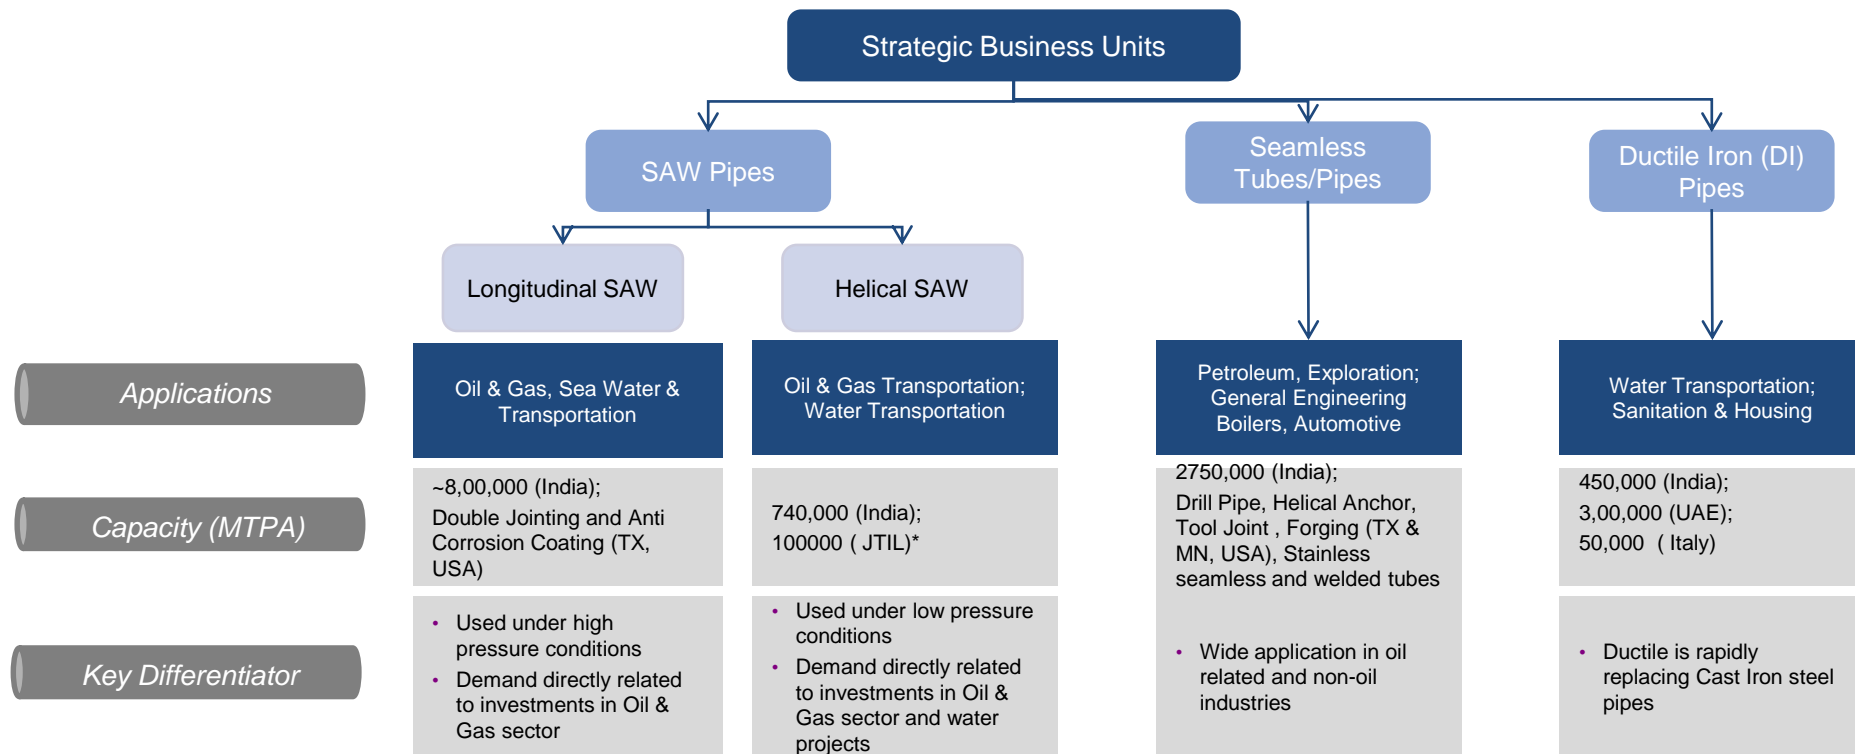 Strategic Business Units
SAW Pipes
Seamless
Tubes/Pipes
Ductile Iron (DI)
Pipes
Longitudinal SAW
Helical SAW
Applications
Oil & Gas, Sea Water &
Transportation
Oil & Gas Transportation;
Water Transportation
Petroleum, Exploration;
General Engineering
Boilers, Automotive
Water Transportation;
Sanitation & Housing
Capacity (MTPA)
~8,00,000 (India);
Double Jointing and Anti
Corrosion Coating (TX,
USA)
740,000 (India);
100000 ( JTIL)*
2750,000 (India);
Drill Pipe, Helical Anchor,
Tool Joint , Forging (TX &
MN, USA), Stainless
seamless and welded tubes
450,000 (India);
3,00,000 (UAE);
50,000  ( Italy)
Key Differentiator
• Used under high
pressure conditions
• Demand directly related
to investments in Oil &
Gas sector
• Used under low pressure
conditions
• Demand directly related
to investments in Oil &
Gas sector and water
projects
• Wide application in oil
related and non-oil
industries
• Ductile is rapidly
replacing Cast Iron steel
pipes